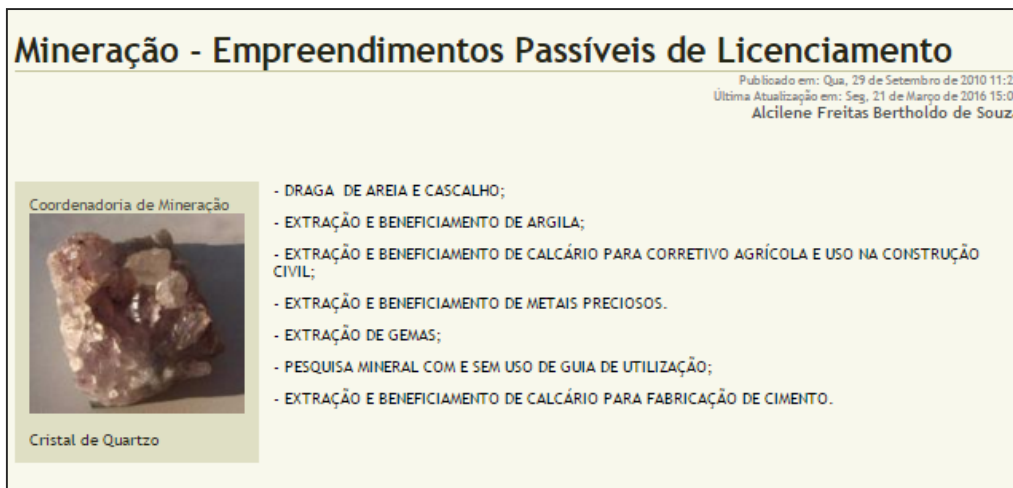 Mineração - Empreendimentos Passíveis de Licenciamento
Publicado em: Qua, 29 de Setembro de 2010 11:2
Última Atualização em: Seg, 21 de Março de 2016 15:0
Alcilene Freitas Bertholdo de Souz
Coordenadoria de Mineração
- DRAGA DE AREIA E CASCALHO;
- EXTRAÇÃO E BENEFICIAMENTO DE ARGILA;
- EXTRAÇÃO E BENEFICIAMENTO DE CALCÁRIO PARA CORRETIVO AGRÍCOLA E USO NA CONSTRUÇÃO
CIVIL;
- EXTRAÇÃO E BENEFICIAMENTO DE METAIS PRECIOSOS.
- EXTRAÇÃO DE GEMAS;
- PESQUISA MINERAL COM E SEM USO DE GUIA DE UTILIZAÇÃO;
- EXTRAÇÃO E BENEFICIAMENTO DE CALCÁRIO PARA FABRICAÇÃO DE CIMENTO.
Cristal de Quartzo